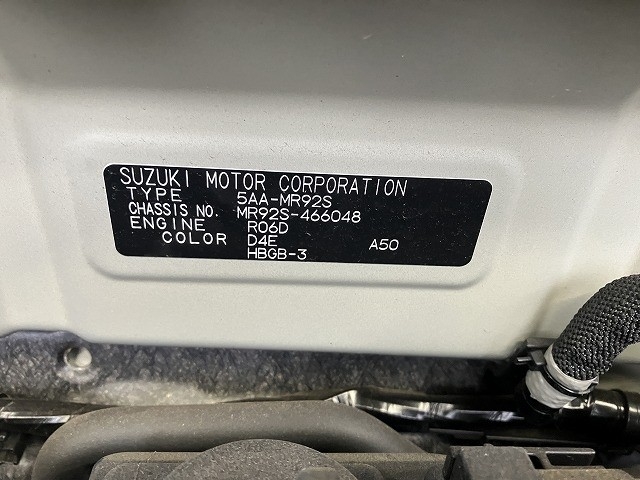 SUZUKI MOTOR CORPORATION
TYPE 5AA-MR92S
CHASSIS NO. MR92S-466048
ENGINE R06D
COLOR D4E A50
HBGB-3